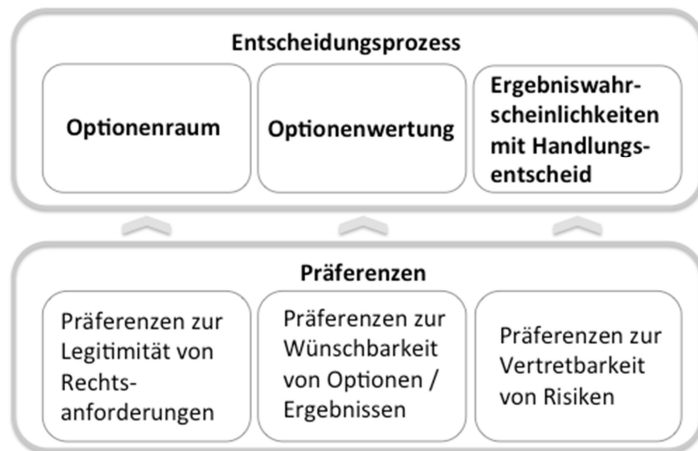 Entscheidungsprozess
Optionenraum
Optionenwertung
Ergebniswahr-
scheinlichkeiten
mit Handlungs-
entscheid
Präferenzen
Präferenzen zur
Legitimität von
Rechts-
anforderungen
Präferenzen zur
Wünschbarkeit
von Optionen /
Ergebnissen
Präferenzen zur
Vertretbarkeit
von Risiken